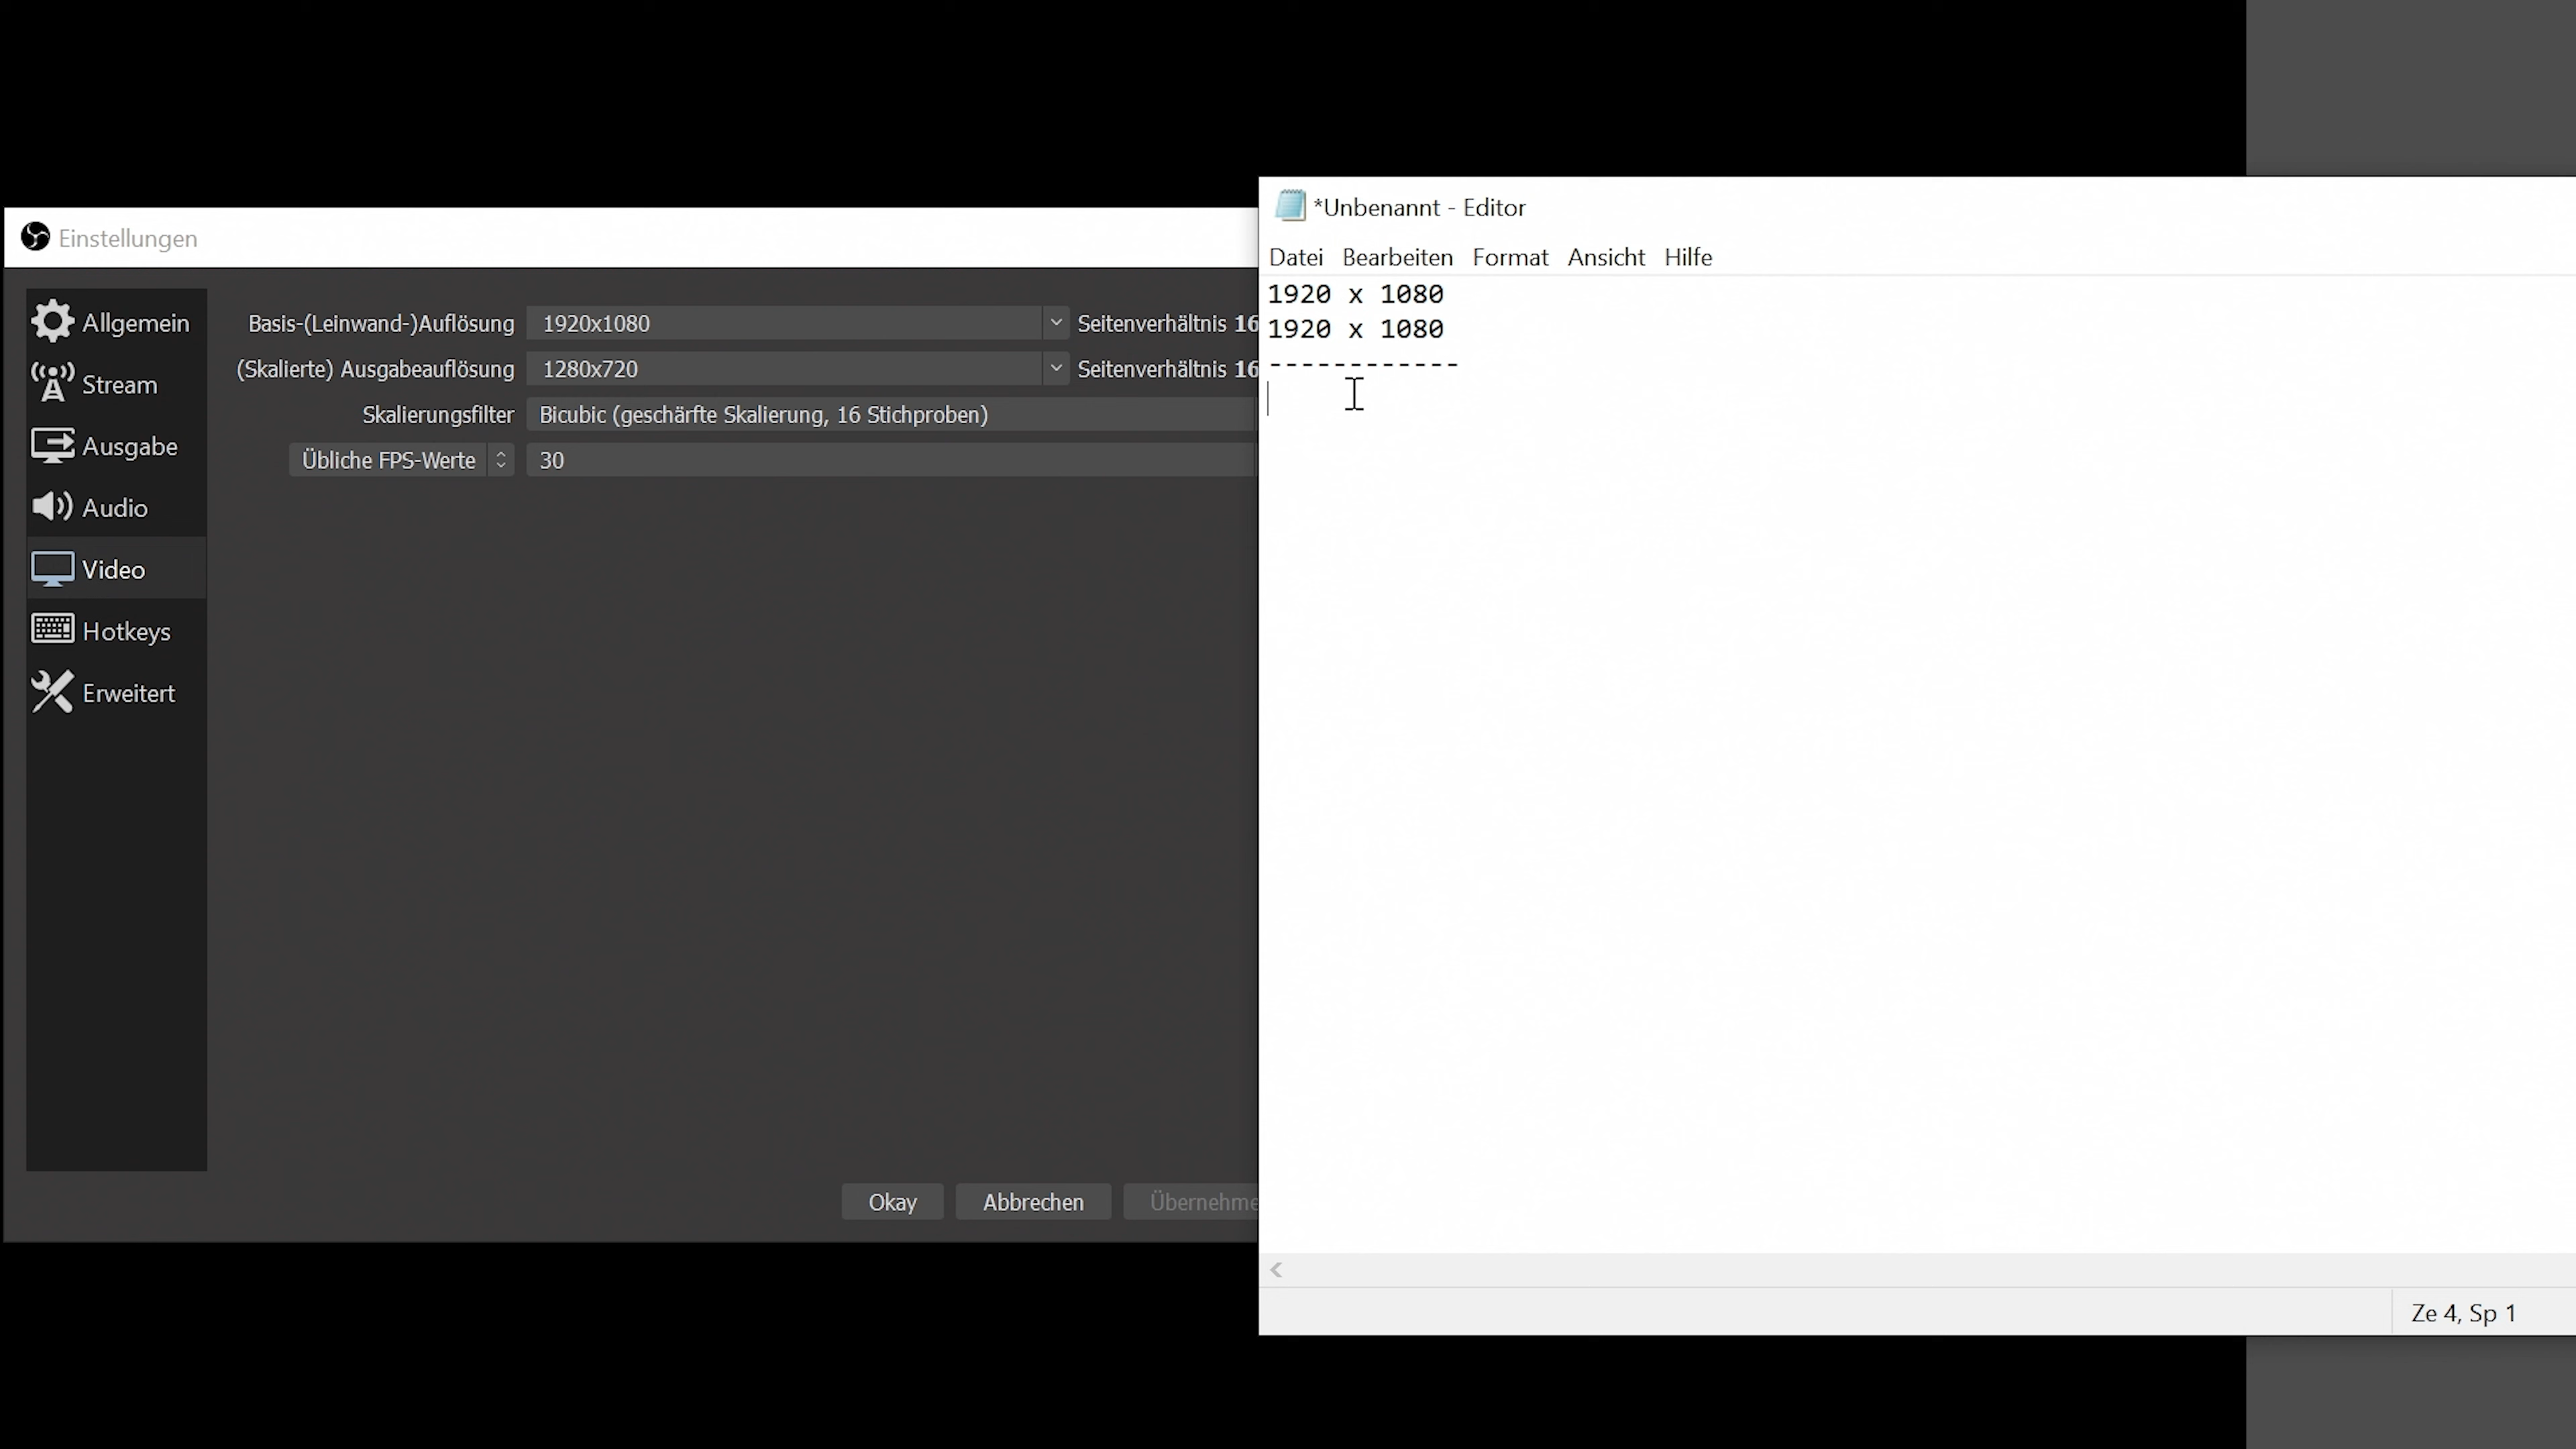 Einstellungen
Allgemein
Stream
Ausgabe
Audio
Video
Hotkeys
Erweitert
Basis-(Leinwand-)Auflösung 1920x1080 Seitenverhältnis 16
(Skalierte) Ausgabeauflösung 1280x720 Seitenverhältnis 16
Skalierungsfilter Bicubic (geschärfte Skalierung, 16 Stichproben)
Übliche FPS-Werte 30
Okay Abbrechen Übernehme
*Unbenannt - Editor
Datei Bearbeiten Format Ansicht Hilfe
1920 x 1080
1920 x 1080
------------
Ze 4, Sp 1